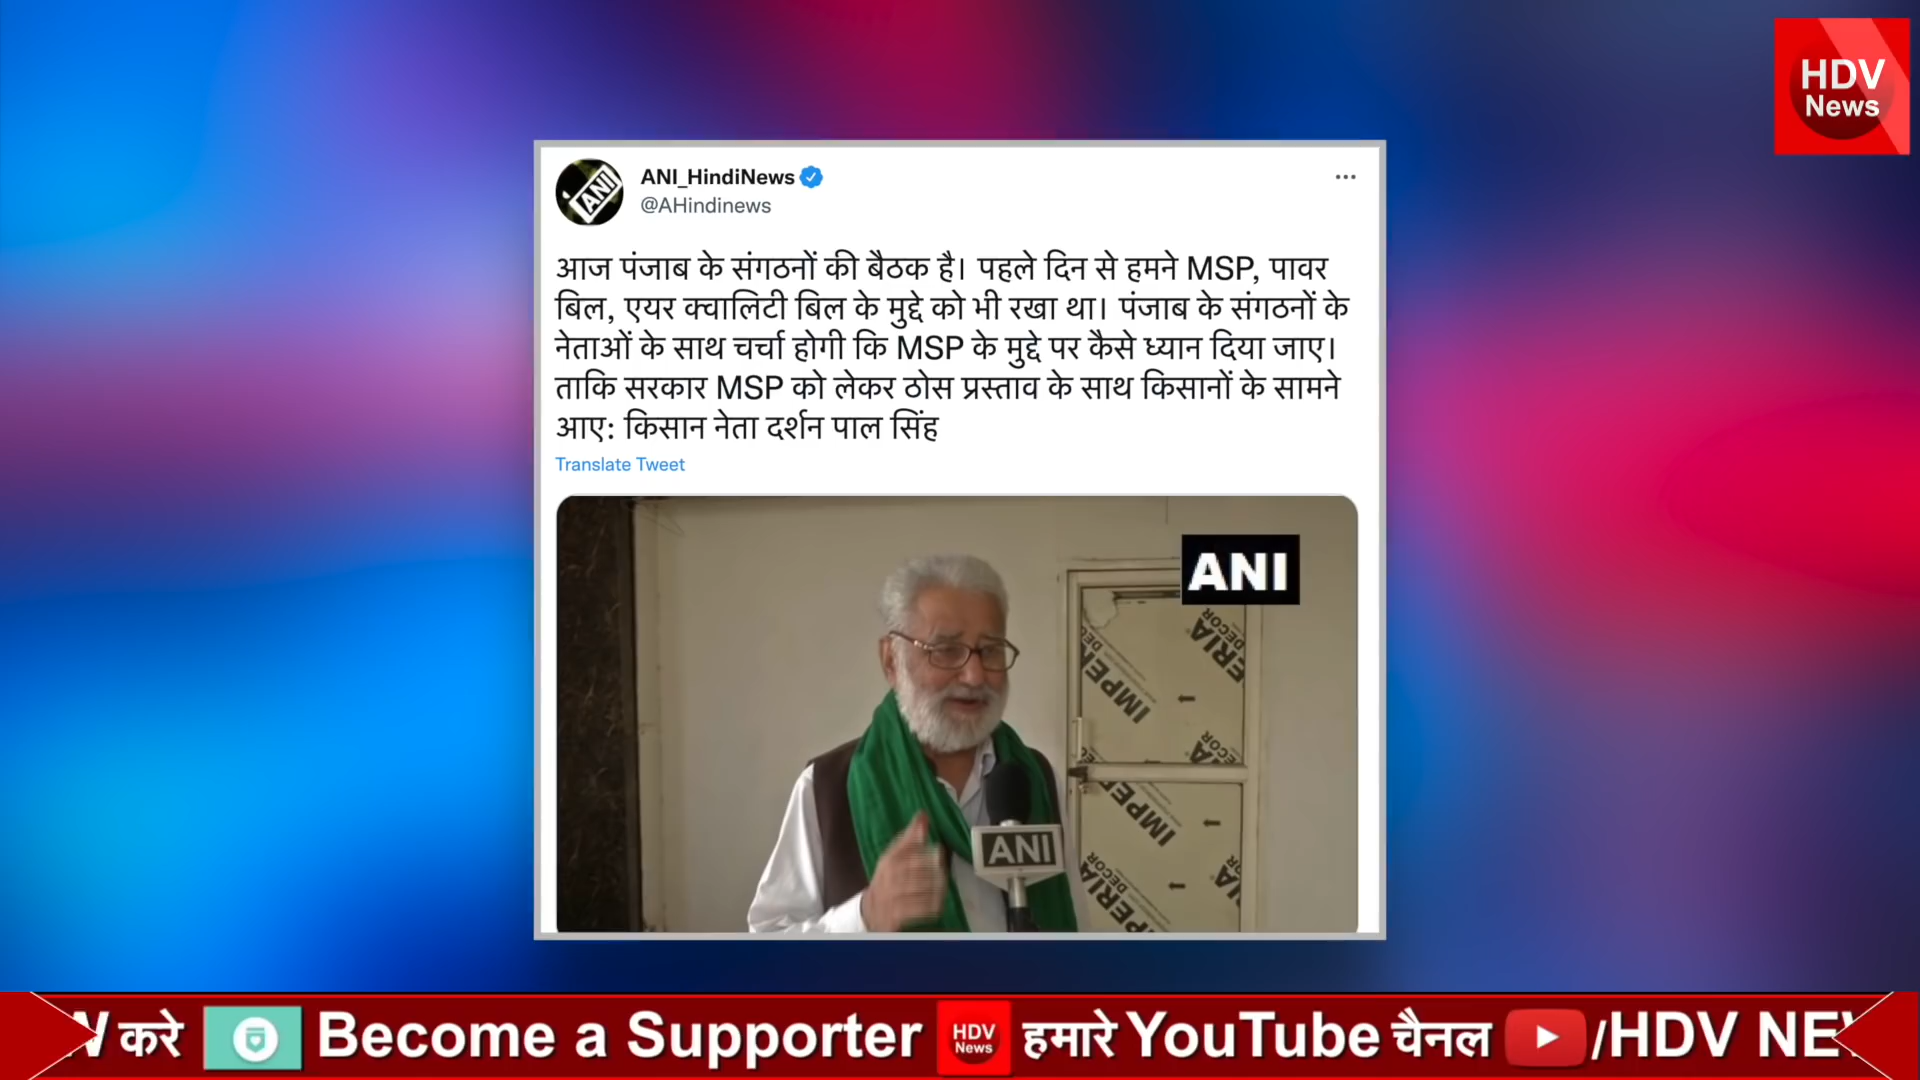 HDV
News
ANI
ANI_HindiNews
@AHindinews
आज पंजाब के संगठनों की बैठक है। पहले दिन से हमने MSP, पावर
बिल, एयर क्वालिटी बिल के मुद्दे को भी रखा था। पंजाब के संगठनों के
नेताओं के साथ चर्चा होगी कि MSP के मुद्दे पर कैसे ध्यान दिया जाए।
ताकि सरकार MSP को लेकर ठोस प्रस्ताव के साथ किसानों के सामने
आए: किसान नेता दर्शन पाल सिंह
Translate Tweet
ANI
ANI
करे Become a Supporter HDV News हमारे YouTube चैनल /HDV NE